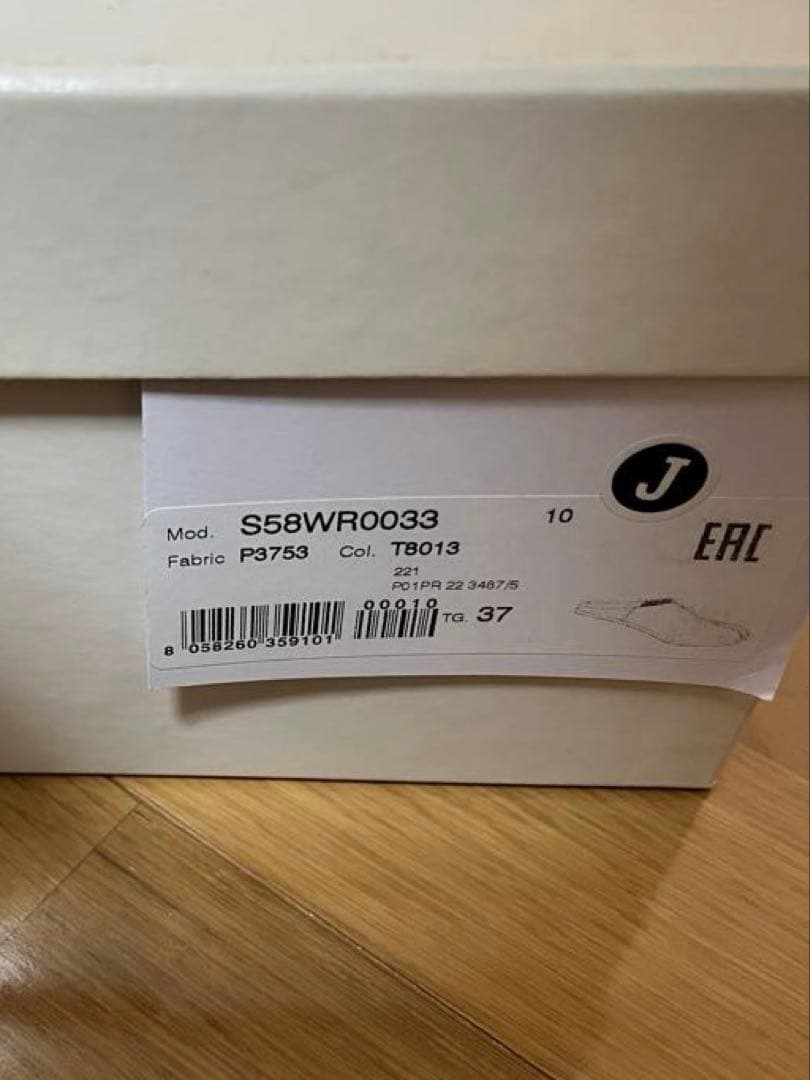 J
Mod. S58WR0033 10
EAC
Fabric P3753 Col. T8013
221
P01PR 22 3487/5
00010
TG. 37
8 058260 359101